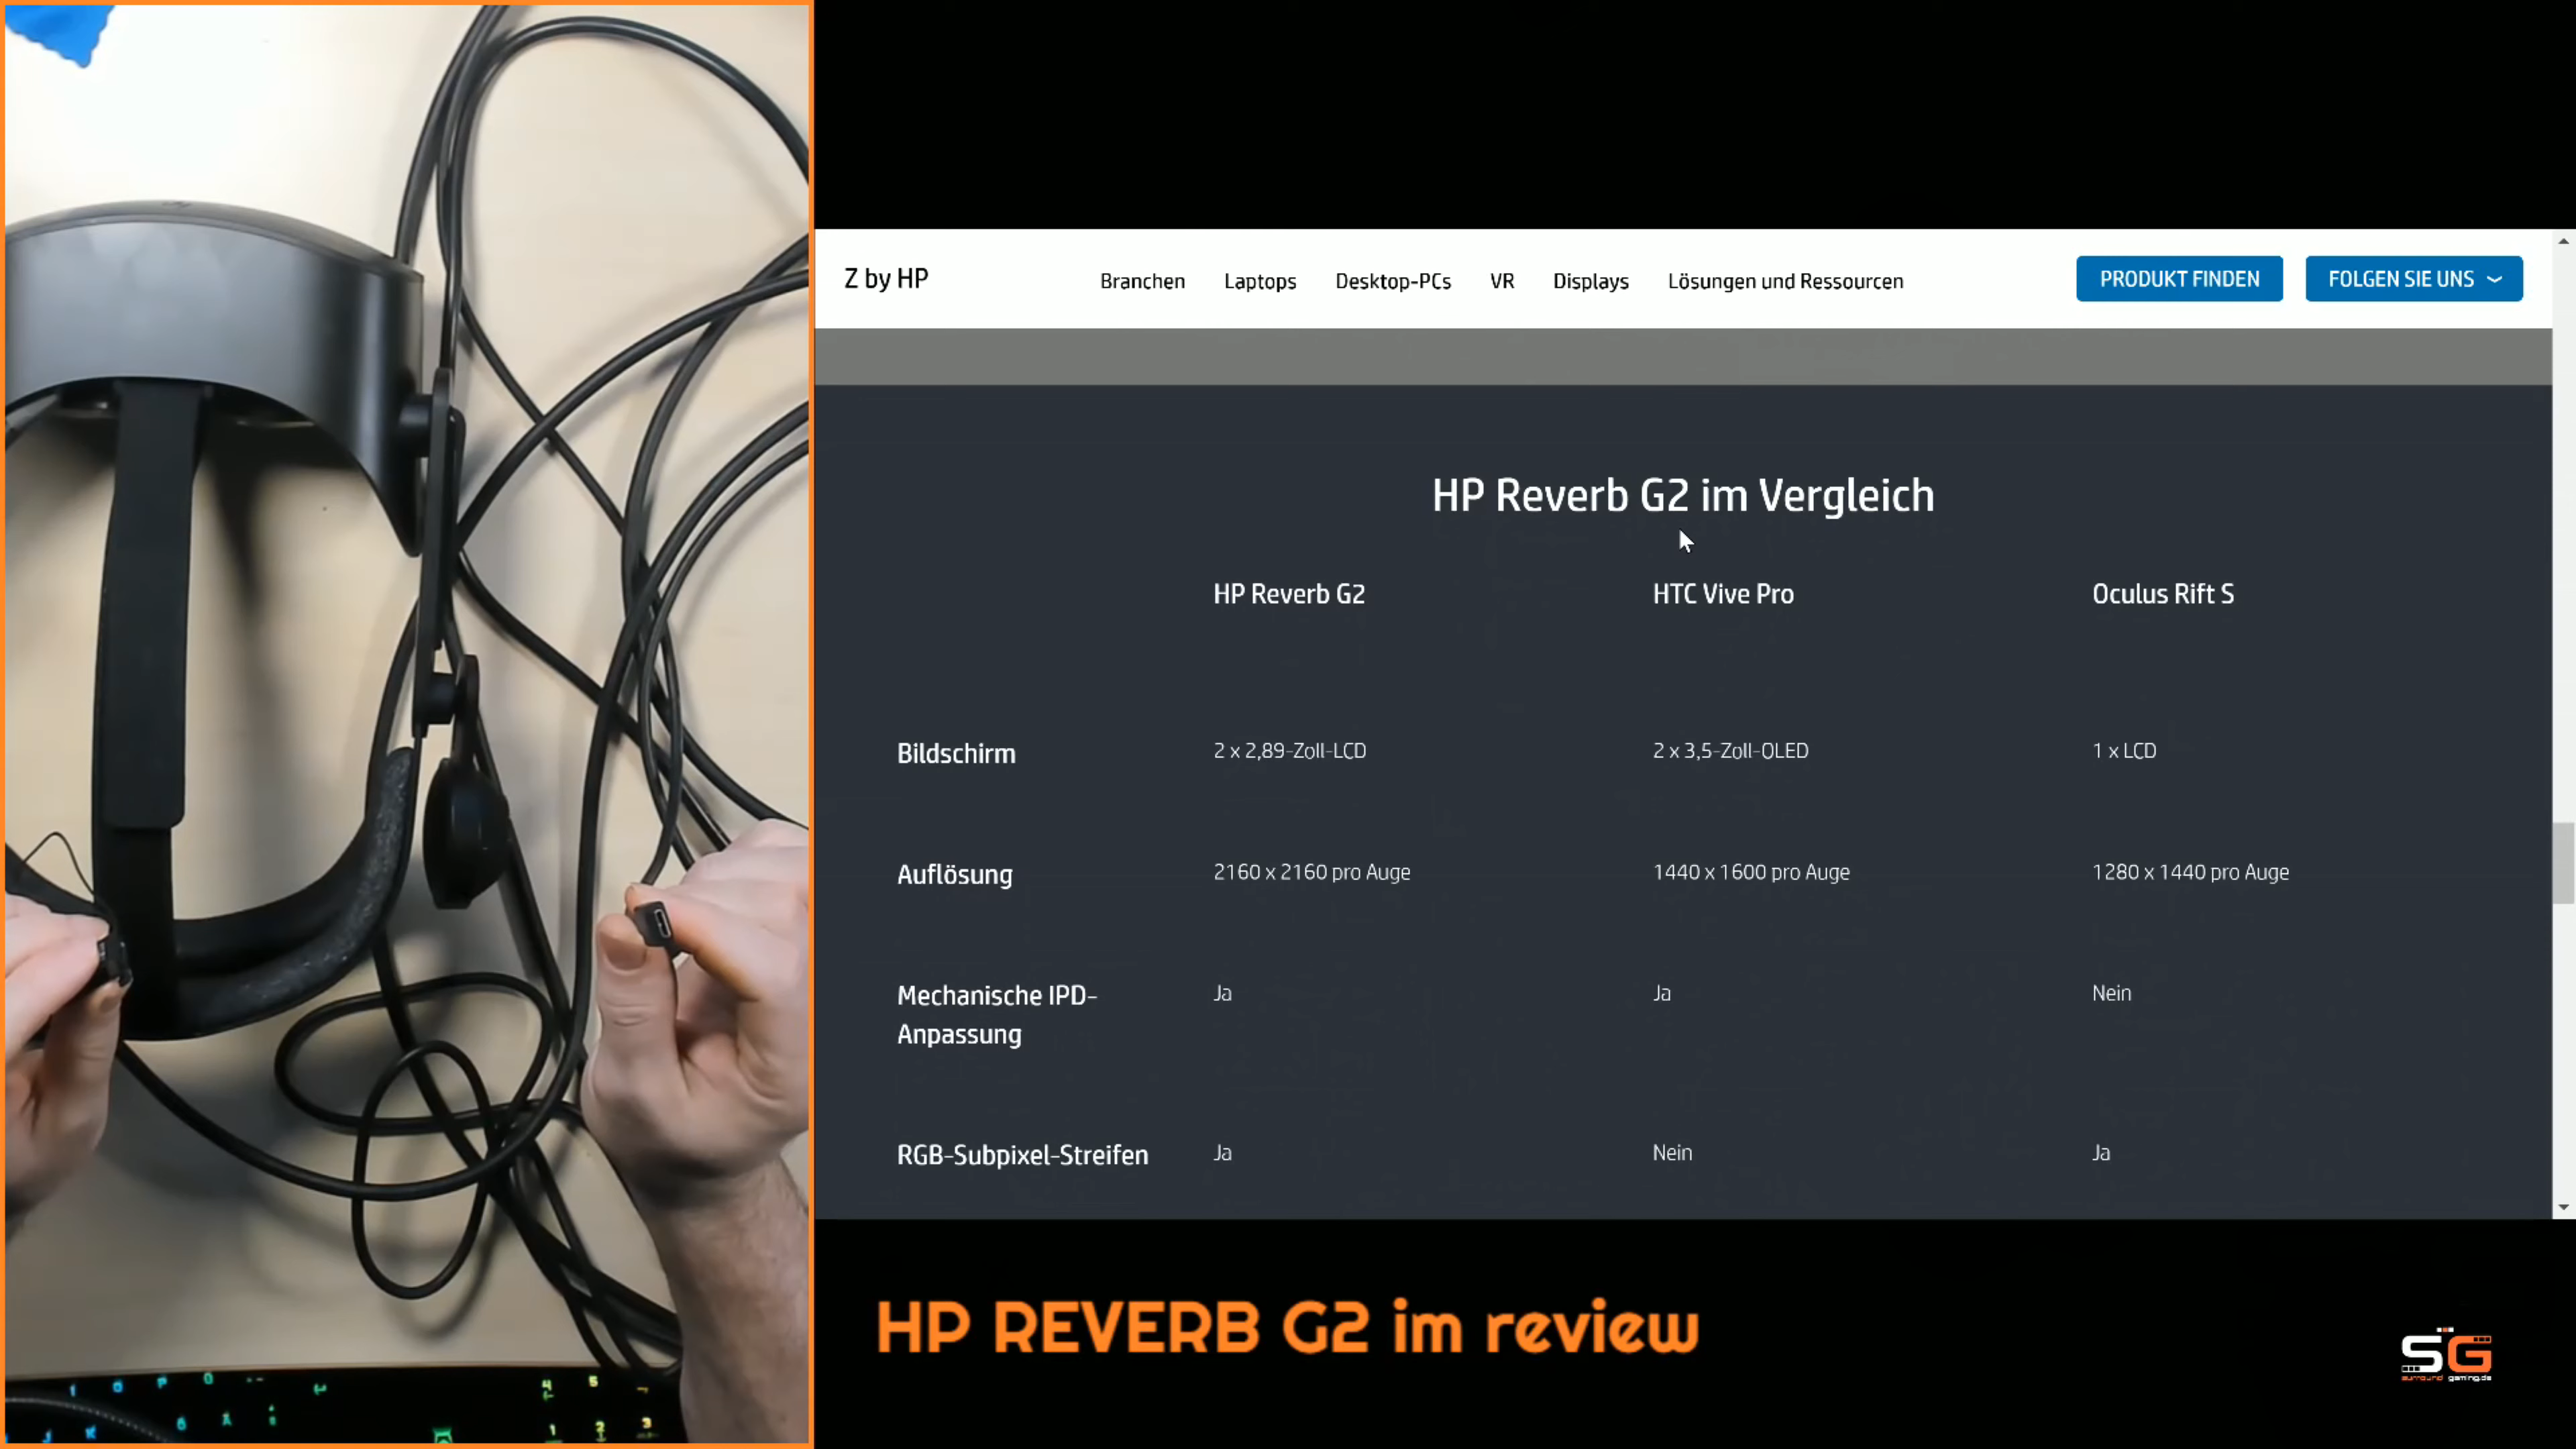 Z by HP
Branchen Laptops Desktop-PCs VR Displays Lösungen und Ressourcen
PRODUKT FINDEN
FOLGEN SIE UNS
HP Reverb G2 im Vergleich
HP Reverb G2 HTC Vive Pro Oculus Rift S
Bildschirm 2 x 2,89-Zoll-LCD 2 x 3,5-Zoll-OLED 1 x LCD
Auflösung 2160 x 2160 pro Auge 1440 x 1600 pro Auge 1280 x 1440 pro Auge
Mechanische IPD- Ja Ja Nein
Anpassung
RGB-Subpixel-Streifen Ja Nein Ja
HP REVERB G2 im review
SG
surround gaming.de